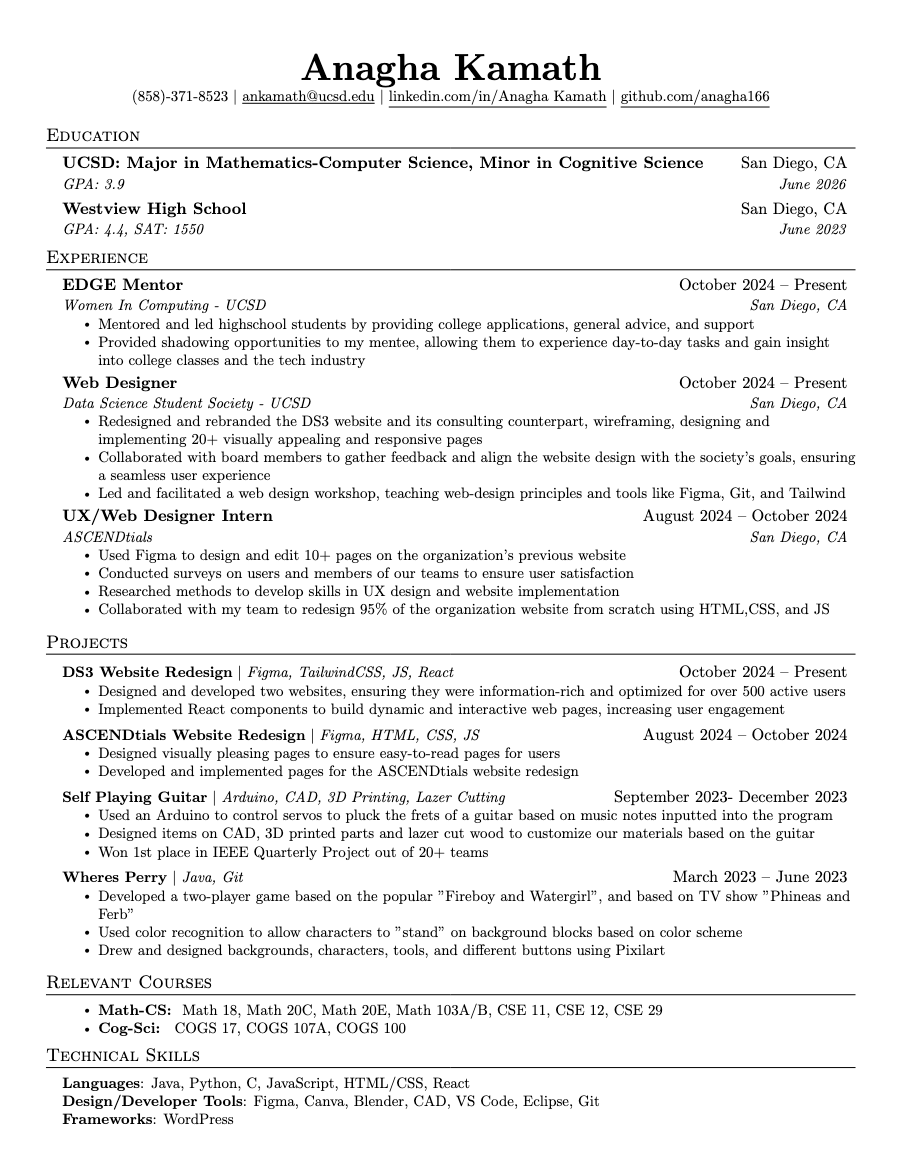 Anagha Kamath
(858)-371-8523 | ankamath@ucsd.edu | linkedin.com/in/Anagha Kamath | github.com/anagha166
Education
UCSD: Major in Mathematics-Computer Science, Minor in Cognitive Science San Diego, CA
GPA: 3.9 June 2026
Westview High School San Diego, CA
GPA: 4.4, SAT: 1550 June 2023
Experience
EDGE Mentor October 2024 – Present
Women In Computing - UCSD San Diego, CA
• Mentored and led highschool students by providing college applications, general advice, and support
• Provided shadowing opportunities to my mentee, allowing them to experience day-to-day tasks and gain insight
into college classes and the tech industry
Web Designer October 2024 – Present
Data Science Student Society - UCSD San Diego, CA
• Redesigned and rebranded the DS3 website and its consulting counterpart, wireframing, designing and
implementing 20+ visually appealing and responsive pages
• Collaborated with board members to gather feedback and align the website design with the society's goals, ensuring
a seamless user experience
• Led and facilitated a web design workshop, teaching web-design principles and tools like Figma, Git, and Tailwind
UX/Web Designer Intern August 2024 – October 2024
ASCENDtials San Diego, CA
• Used Figma to design and edit 10+ pages on the organization's previous website
• Conducted surveys on users and members of our teams to ensure user satisfaction
• Researched methods to develop skills in UX design and website implementation
• Collaborated with my team to redesign 95% of the organization website from scratch using HTML,CSS, and JS
Projects
DS3 Website Redesign | Figma, TailwindCSS, JS, React October 2024 – Present
• Designed and developed two websites, ensuring they were information-rich and optimized for over 500 active users
• Implemented React components to build dynamic and interactive web pages, increasing user engagement
ASCENDtials Website Redesign | Figma, HTML, CSS, JS August 2024 – October 2024
• Designed visually pleasing pages to ensure easy-to-read pages for users
• Developed and implemented pages for the ASCENDtials website redesign
Self Playing Guitar | Arduino, CAD, 3D Printing, Lazer Cutting September 2023- December 2023
• Used an Arduino to control servos to pluck the frets of a guitar based on music notes inputted into the program
• Designed items on CAD, 3D printed parts and lazer cut wood to customize our materials based on the guitar
• Won 1st place in IEEE Quarterly Project out of 20+ teams
Wheres Perry | Java, Git March 2023 – June 2023
• Developed a two-player game based on the popular ”Fireboy and Watergirl”, and based on TV show ”Phineas and
Ferb”
• Used color recognition to allow characters to ”stand” on background blocks based on color scheme
• Drew and designed backgrounds, characters, tools, and different buttons using Pixilart
Relevant Courses
• Math-CS: Math 18, Math 20C, Math 20E, Math 103A/B, CSE 11, CSE 12, CSE 29
• Cog-Sci: COGS 17, COGS 107A, COGS 100
Technical Skills
Languages: Java, Python, C, JavaScript, HTML/CSS, React
Design/Developer Tools: Figma, Canva, Blender, CAD, VS Code, Eclipse, Git
Frameworks: WordPress